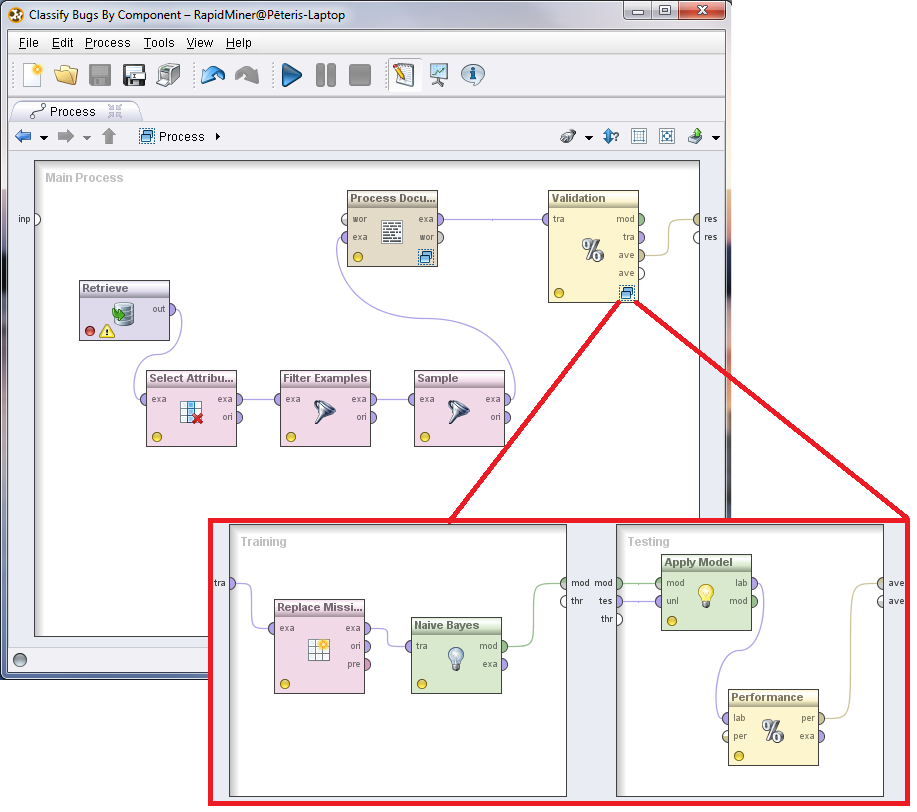 Classify Bugs By Component – RapidMiner@Pēteris-Laptop
File Edit Process Tools View Help
Process
Process
Main Process
inp
Process Docu...
wor exa
exa wor
Validation
tra mod
tra
ave
ave
res
res
Retrieve
out
Select Attribu...
exa exa
ori
Filter Examples
exa exa
ori
Sample
exa exa
ori
Training
tra
Replace Missi...
exa exa
ori
pre
Naive Bayes
tra mod
exa
mod
thr
Testing
mod
tes
thr
Apply Model
mod lab
unl mod
Performance
lab per
per exa
ave
ave